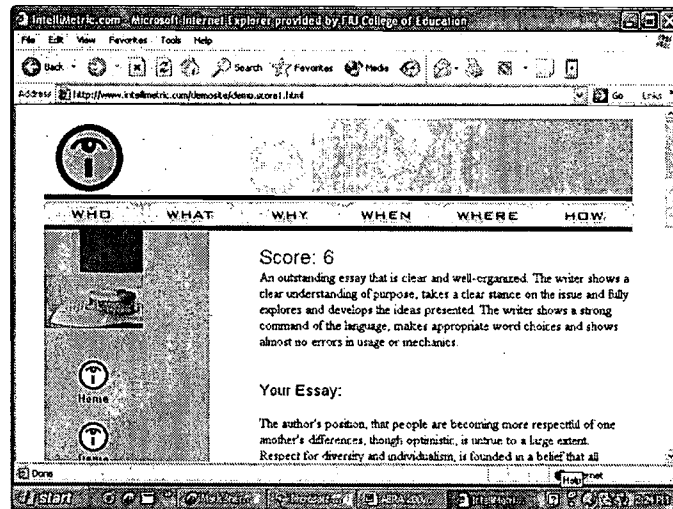 IntelliMetric.com - Microsoft Internet Explorer provided by FAU College of Education
File Edit View Favorites Tools Help
Back Search Favorites Media
Address http://www.intellimetric.com/demosite/demo.score1.html Go Links
WHO WHAT WHY WHEN WHERE HOW
Score: 6
An outstanding essay that is clear and well-organized. The writer shows a
clear understanding of purpose, takes a clear stance on the issue and fully
explores and develops the ideas presented. The writer shows a strong
command of the language, makes appropriate word choices and shows
almost no errors in usage or mechanics.
Home
Your Essay:
The author's position, that people are becoming more respectful of one
another's differences, though optimistic, is untrue to a large extent.
Respect for diversity and individualism, is founded in a belief that all
Home
Done
Help
start